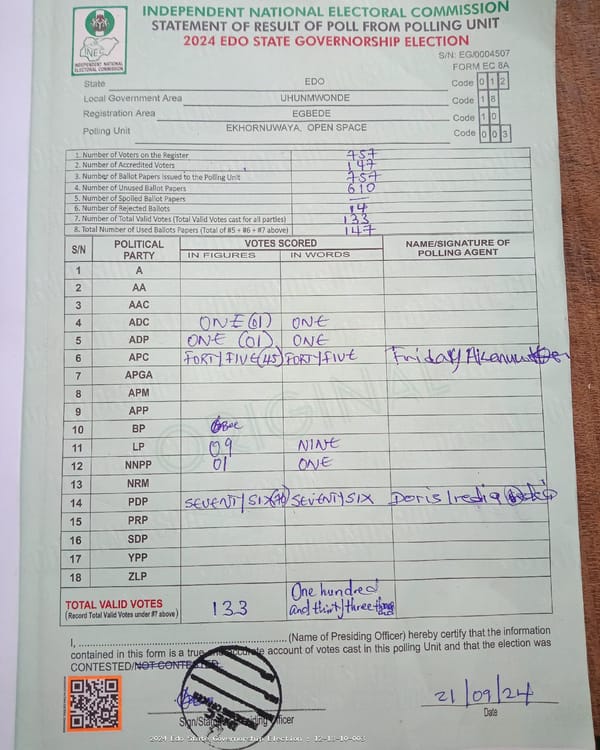 INDEPENDENT NATIONAL ELECTORAL COMMISSION
STATEMENT OF RESULT OF POLL FROM POLLING UNIT
2024 EDO STATE GOVERNORSHIP ELECTION
INEC
INDEPENDENT NATIONAL
ELECTORAL COMMISSION
S/N: EG/0004507
FORM EC 8A
State EDO Code 0 1 2
Local Government Area UHUNMWONDE Code 1 8
Registration Area EGBEDE Code 1 0
Polling Unit EKHORNUWAYA, OPEN SPACE Code 0 0 3
1. Number of Voters on the Register 757
2. Number of Accredited Voters 147
3. Number of Ballot Papers Issued to the Polling Unit 757
4. Number of Unused Ballot Papers 610
5. Number of Spoiled Ballot Papers —
6. Number of Rejected Ballots 14
7. Number of Total Valid Votes (Total Valid Votes cast for all parties) 133
8. Total Number of Used Ballots Papers (Total of #5 + #6 + #7 above) 147
S/N POLITICAL PARTY VOTES SCORED NAME/SIGNATURE OF POLLING AGENT
IN FIGURES IN WORDS
1 A
2 AA
3 AAC
4 ADC ONE (01) ONE
5 ADP ONE (01) ONE
6 APC FORTY FIVE (45) FORTY FIVE Friday
7 APGA
8 APM
9 APP
10 BP
11 LP 09 NINE
12 NNPP 01 ONE
13 NRM
14 PDP SEVENTY SIX (76) SEVENTY SIX Doris Iredia
15 PRP
16 SDP
17 YPP
18 ZLP
ORIGINAL
TOTAL VALID VOTES 133 One hundred
(Record Total Valid Votes under #7 above) and thirty three
I, ........................ (Name of Presiding Officer) hereby certify that the information
contained in this form is a true and accurate account of votes cast in this polling Unit and that the election was
CONTESTED/NOT CONTESTED
21/09/24
Sign/Stamp Presiding Officer Date
2024 Edo State Governorship Election : 12-18-10-003